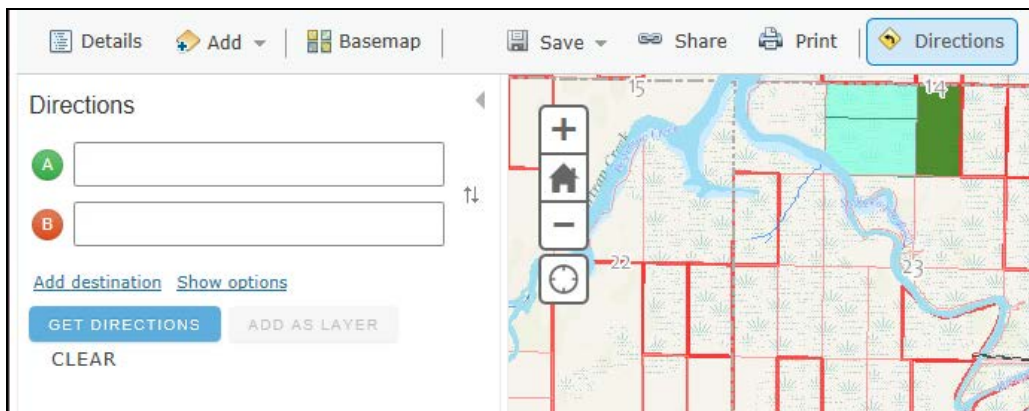 Details Add Basemap Save Share Print Directions
Directions
A
B
Add destination Show options
GET DIRECTIONS ADD AS LAYER
CLEAR
15
14
Creek
22
23